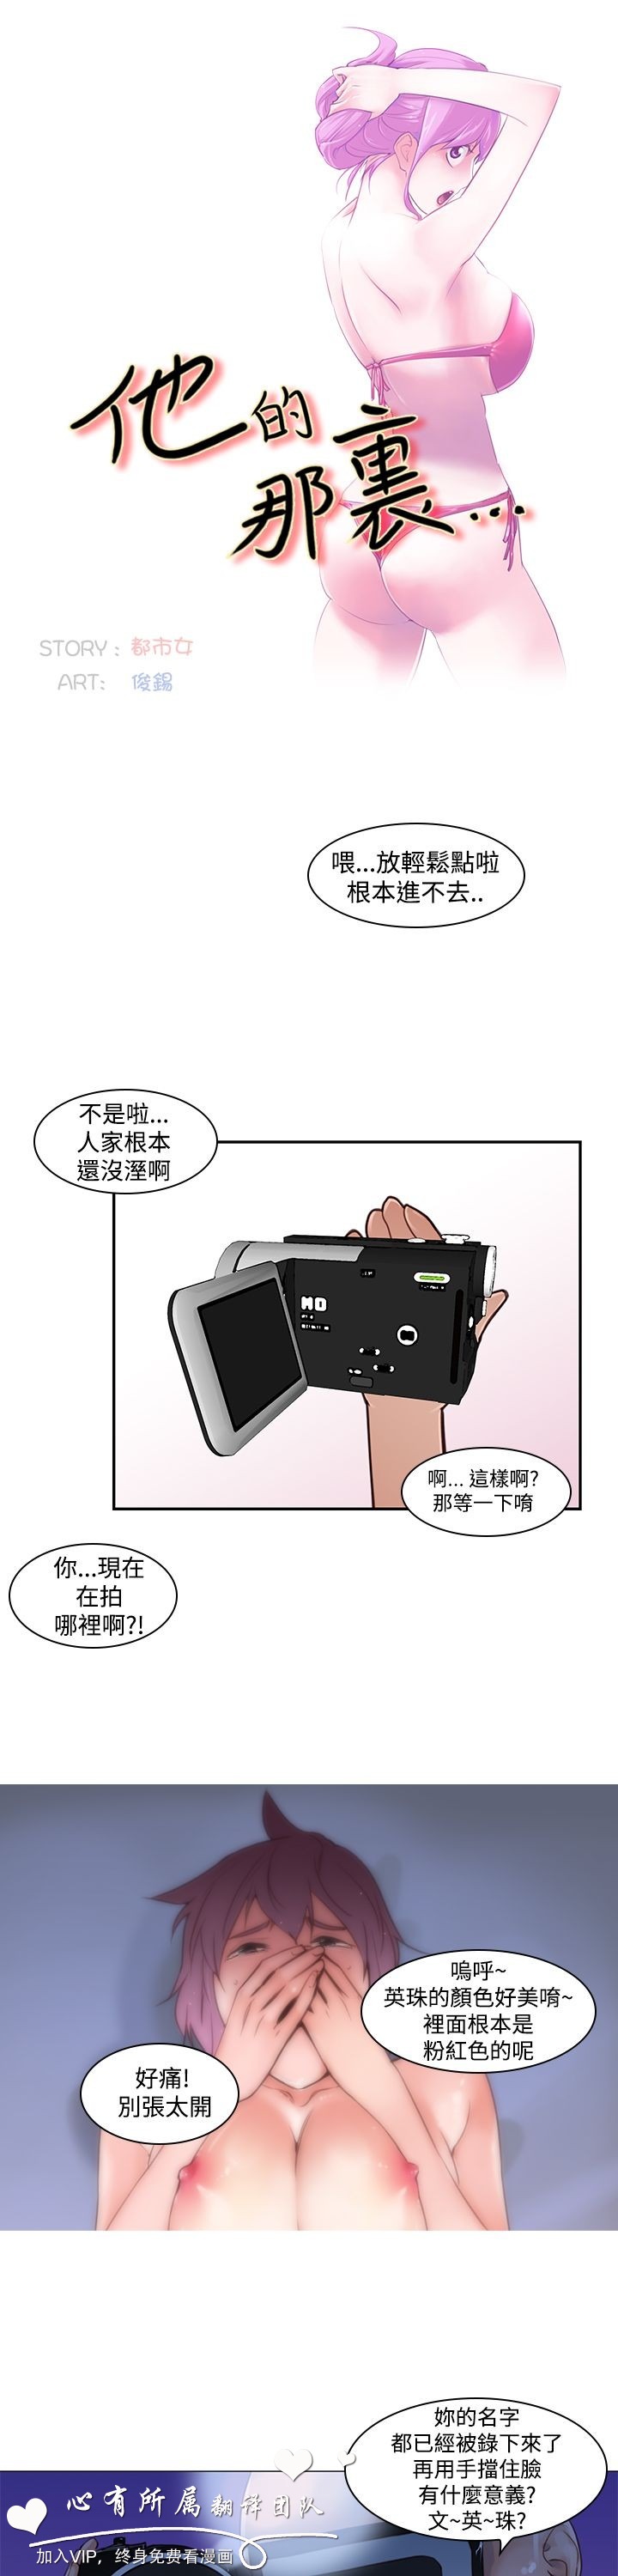 他的
那裏...
STORY：都市女
ART：俊錫
喂...放輕鬆點啦
根本進不去..
不是啦...
人家根本
還沒溼啊
HD
啊... 這樣啊?
那等一下唷
你...現在
在拍
哪裡啊?!
嗚呼~
英珠的顏色好美唷~
裡面根本是
粉紅色的呢
好痛!
別張太開
妳的名字
都已經被錄下來了
再用手擋住臉
有什麼意義?
文~英~珠?
心有所属翻译团队
加入VIP，终身免费看漫画